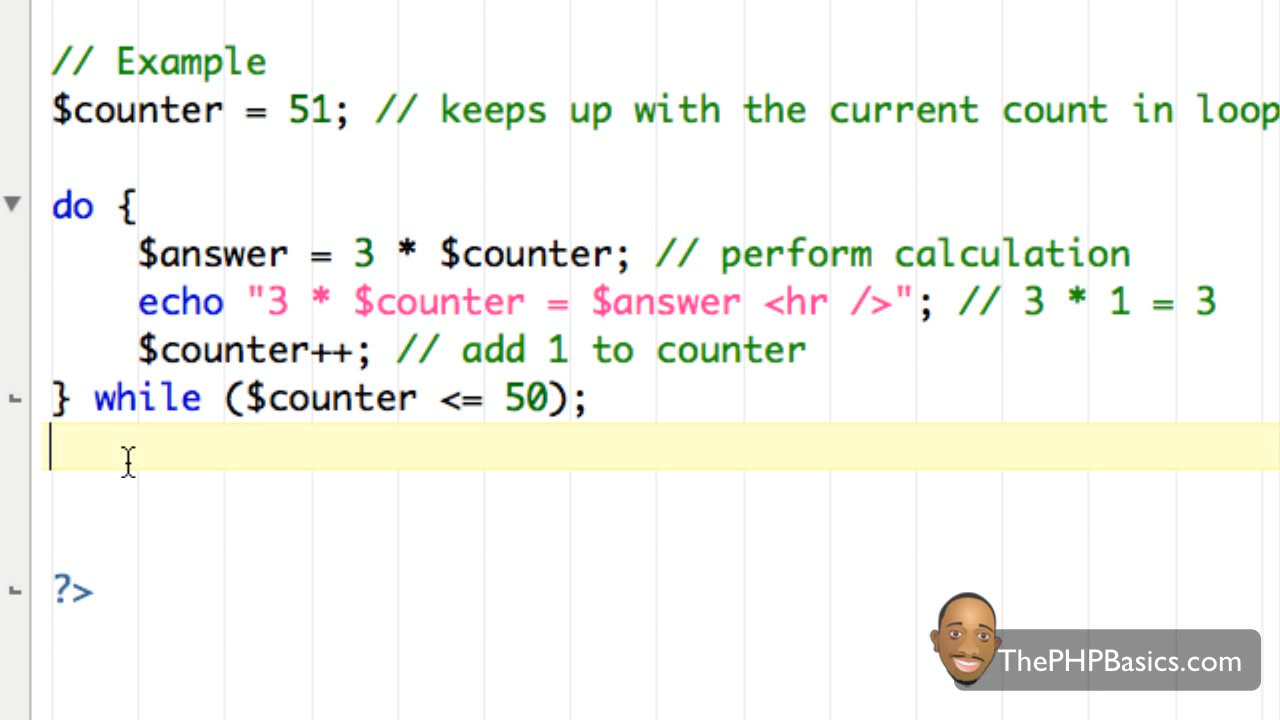 // Example
$counter = 51; // keeps up with the current count in loop
do {
$answer = 3 * $counter; // perform calculation
echo "3 * $counter = $answer <hr />"; // 3 * 1 = 3
$counter++; // add 1 to counter
} while ($counter <= 50);
?>
ThePHPBasics.com